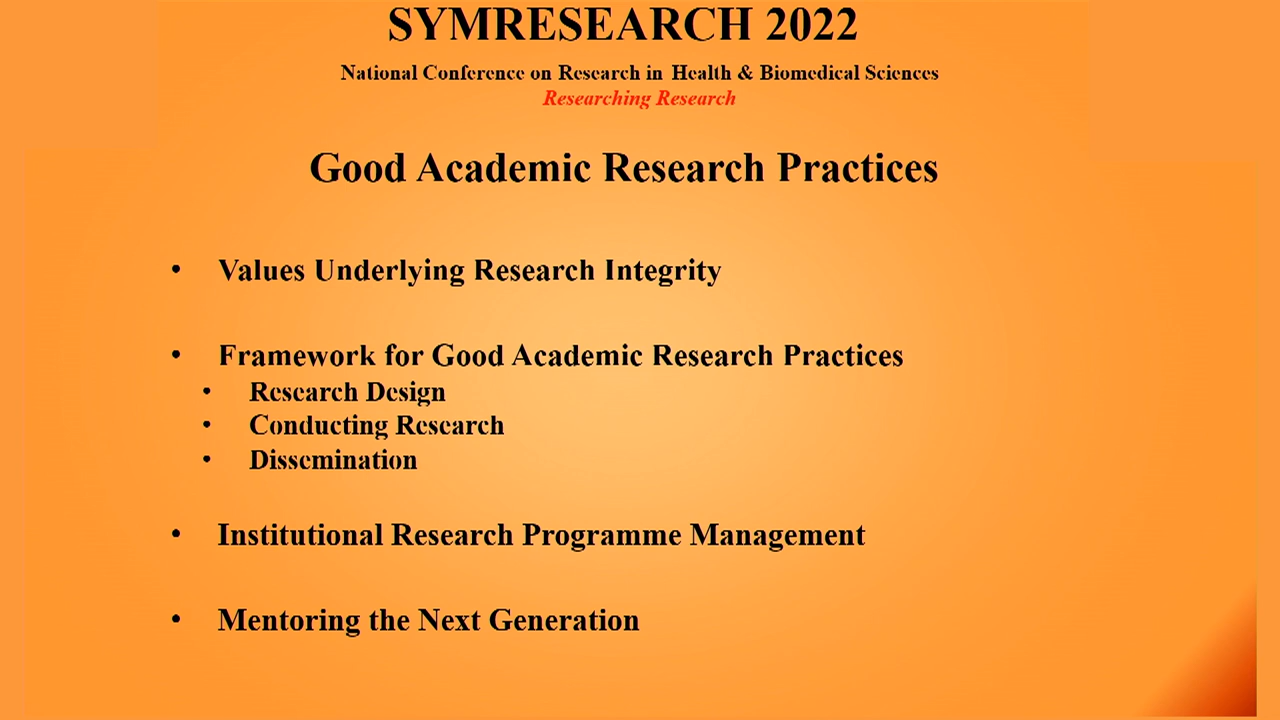 SYMRESEARCH 2022
National Conference on Research in Health & Biomedical Sciences
Researching Research
Good Academic Research Practices
• Values Underlying Research Integrity
• Framework for Good Academic Research Practices
• Research Design
• Conducting Research
• Dissemination
• Institutional Research Programme Management
• Mentoring the Next Generation